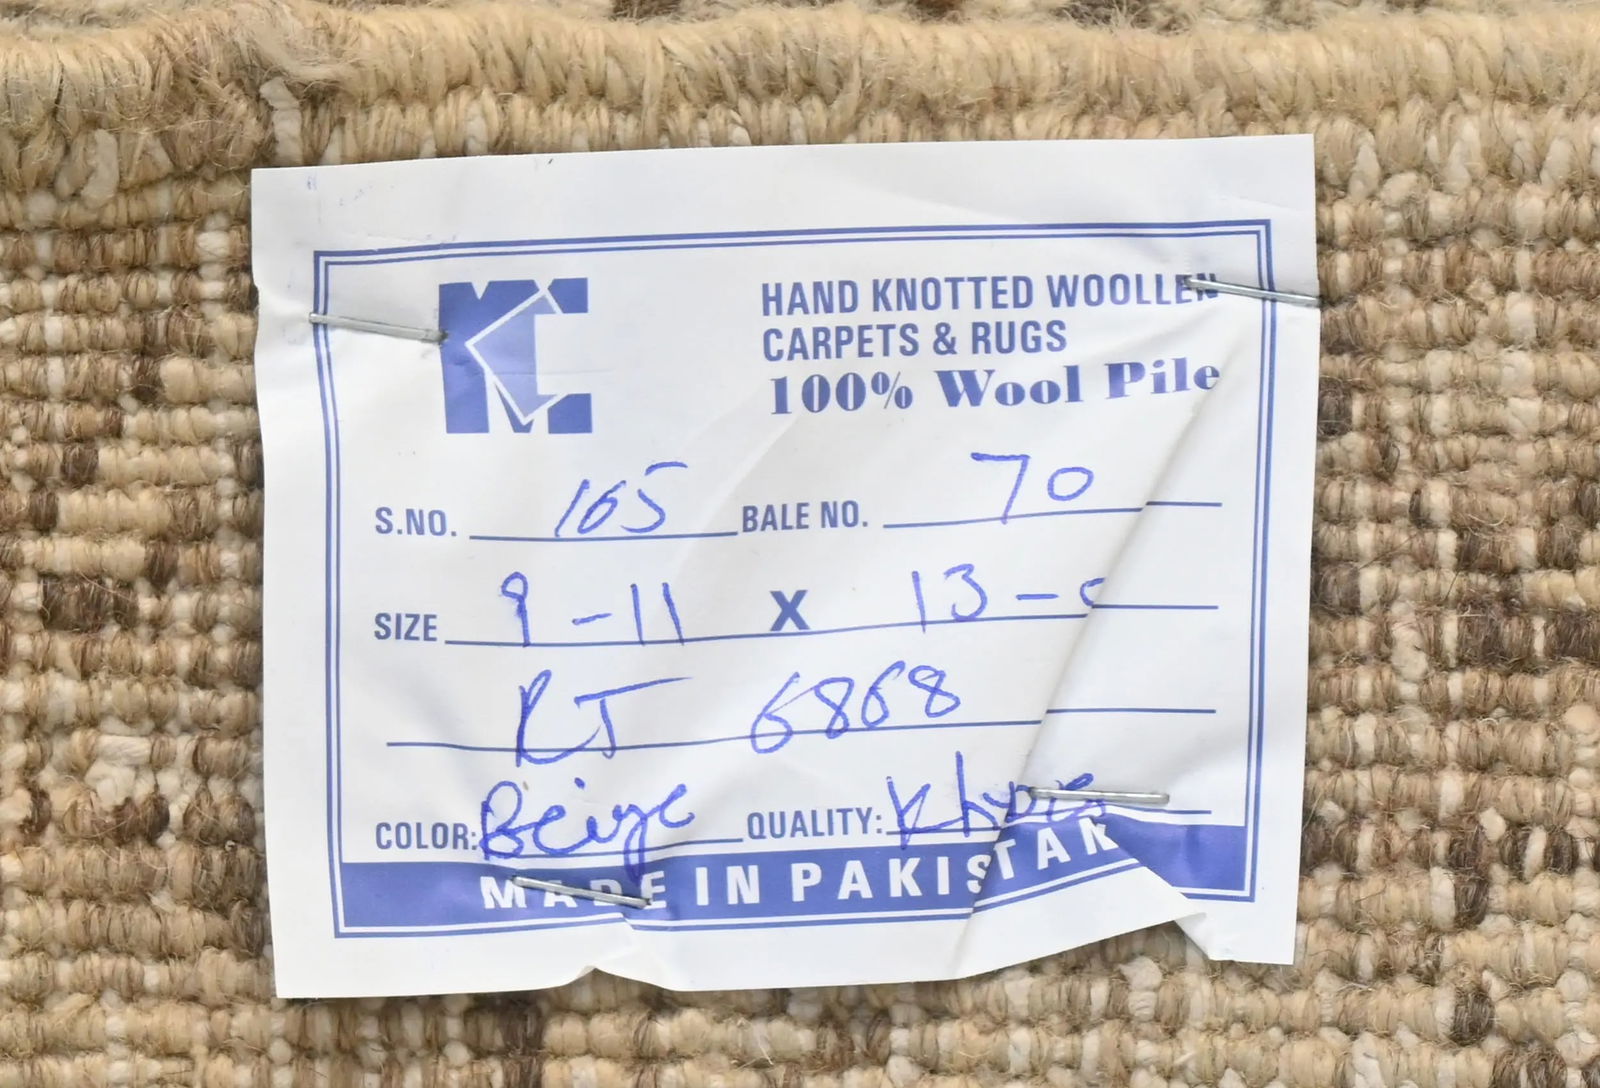 KC
HAND KNOTTED WOOLLEN
CARPETS & RUGS
100% Wool Pile
S.NO. 165 BALE NO. 70
SIZE 9-11 X 13-
RJ 6868
COLOR: Beige QUALITY:
MADE IN PAKISTAN